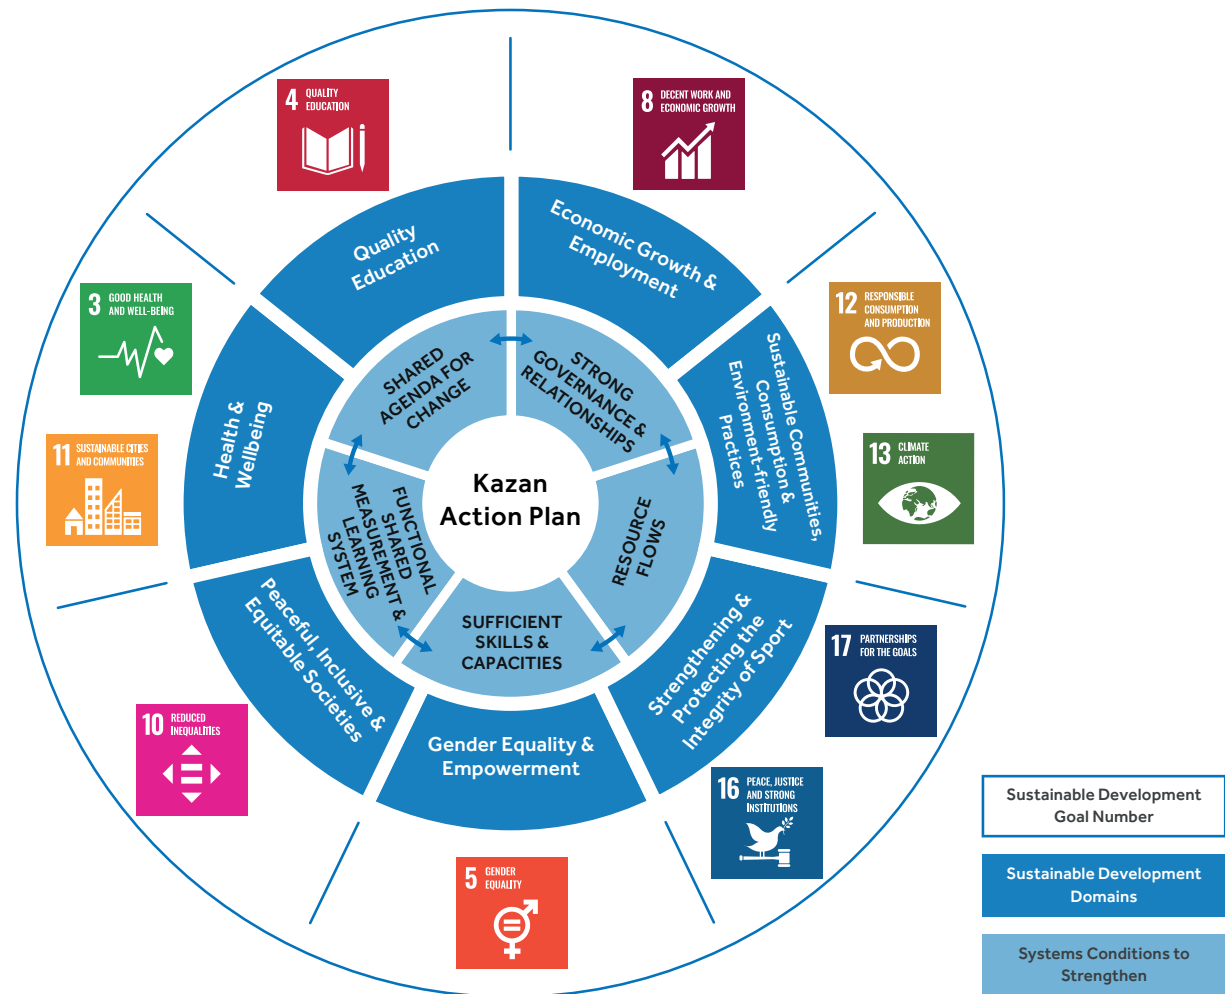 4 QUALITY
EDUCATION
8 DECENT WORK AND
ECONOMIC GROWTH
3 GOOD HEALTH
AND WELL-BEING
12 RESPONSIBLE
CONSUMPTION
AND PRODUCTION
11 SUSTAINABLE CITIES
AND COMMUNITIES
13 CLIMATE
ACTION
10 REDUCED
INEQUALITIES
17 PARTNERSHIPS
FOR THE GOALS
5 GENDER
EQUALITY
16 PEACE, JUSTICE
AND STRONG
INSTITUTIONS
Quality
Education
Economic Growth &
Employment
Health &
Wellbeing
Sustainable Communities,
Consumption &
Environment-friendly
Practices
Peaceful, Inclusive &
Equitable Societies
Gender Equality &
Empowerment
Strengthening &
Protecting the
Integrity of Sport
SHARED
AGENDA FOR
CHANGE
STRONG
GOVERNANCE &
RELATIONSHIPS
FUNCTIONAL
SHARED
MEASUREMENT &
LEARNING
SYSTEM
RESOURCE
FLOWS
SUFFICIENT
SKILLS &
CAPACITIES
Kazan
Action Plan
Sustainable Development
Goal Number
Sustainable Development
Domains
Systems Conditions to
Strengthen